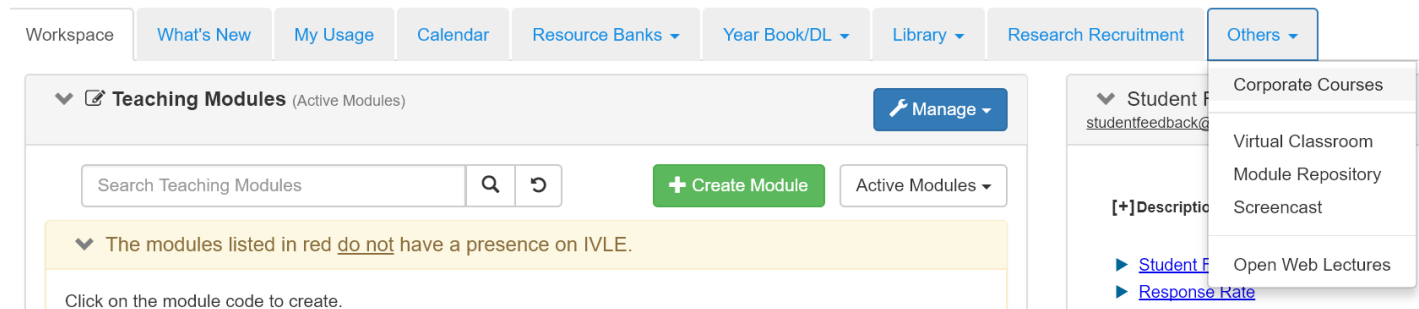 Workspace What's New My Usage Calendar Resource Banks Year Book/DL Library Research Recruitment Others
Teaching Modules (Active Modules)
Manage
Search Teaching Modules
Create Module
Active Modules
The modules listed in red do not have a presence on IVLE.
Click on the module code to create.
Student F
studentfeedback@
[+]Descriptio
Student F
Response Rate
Corporate Courses
Virtual Classroom
Module Repository
Screencast
Open Web Lectures